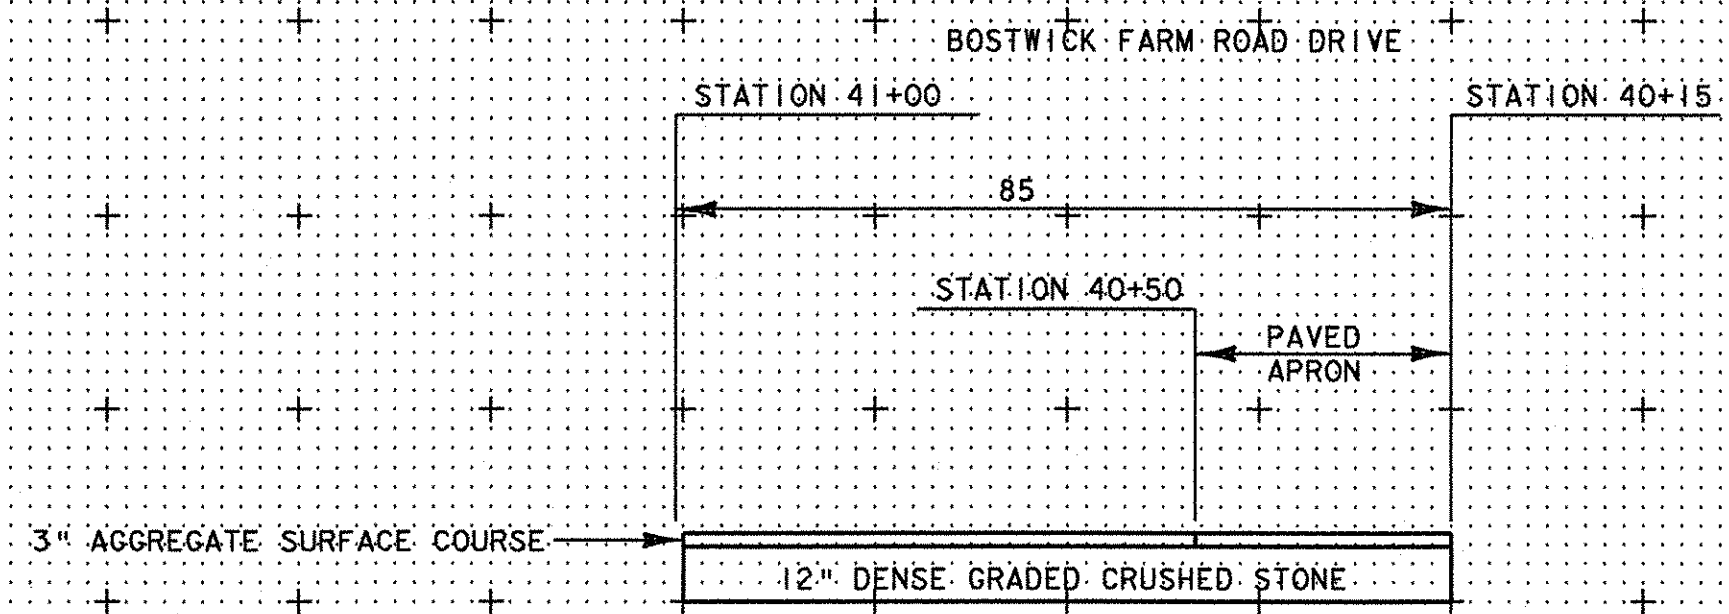 BOSTWICK FARM ROAD DRIVE
STATION 41+00
STATION 40+15
85
STATION 40+50
PAVED
APRON
3" AGGREGATE SURFACE COURSE
12" DENSE GRADED CRUSHED STONE